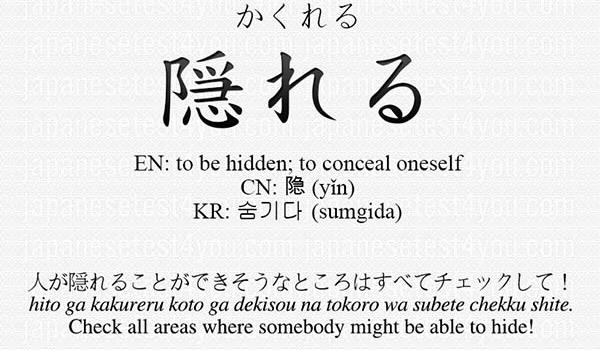 かくれる
隠れる
EN: to be hidden; to conceal oneself
CN: 隐 (yǐn)
KR: 숨기다 (sumgida)
人が隠れることができそうなところはすべてチェックして！
hito ga kakureru koto ga dekisou na tokoro wa subete chekku shite.
Check all areas where somebody might be able to hide!
japanesetest4you.com